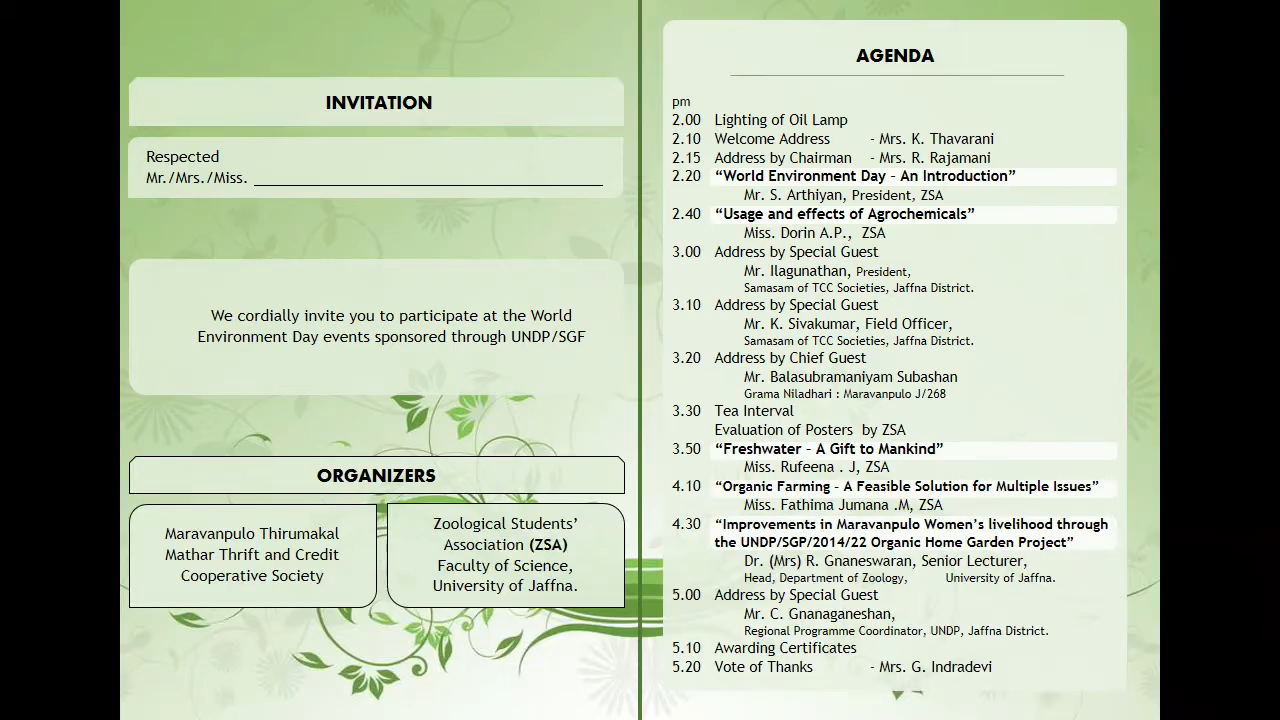 INVITATION
Respected
Mr./Mrs./Miss. ______________________________
We cordially invite you to participate at the World
Environment Day events sponsored through UNDP/SGF
ORGANIZERS
Maravanpulo Thirumakal
Mathar Thrift and Credit
Cooperative Society
Zoological Students’
Association (ZSA)
Faculty of Science,
University of Jaffna.
AGENDA
pm
2.00 Lighting of Oil Lamp
2.10 Welcome Address - Mrs. K. Thavarani
2.15 Address by Chairman - Mrs. R. Rajamani
2.20 “World Environment Day – An Introduction”
Mr. S. Arthiyan, President, ZSA
2.40 “Usage and effects of Agrochemicals”
Miss. Dorin A.P., ZSA
3.00 Address by Special Guest
Mr. Ilagunathan, President,
Samasam of TCC Societies, Jaffna District.
3.10 Address by Special Guest
Mr. K. Sivakumar, Field Officer,
Samasam of TCC Societies, Jaffna District.
3.20 Address by Chief Guest
Mr. Balasubramaniyam Subashan
Grama Niladhari : Maravanpulo J/268
3.30 Tea Interval
Evaluation of Posters by ZSA
3.50 “Freshwater – A Gift to Mankind”
Miss. Rufeena . J, ZSA
4.10 “Organic Farming – A Feasible Solution for Multiple Issues”
Miss. Fathima Jumana .M, ZSA
4.30 “Improvements in Maravanpulo Women’s livelihood through
the UNDP/SGP/2014/22 Organic Home Garden Project”
Dr. (Mrs) R. Gnaneswaran, Senior Lecturer,
Head, Department of Zoology, University of Jaffna.
5.00 Address by Special Guest
Mr. C. Gnanaganeshan,
Regional Programme Coordinator, UNDP, Jaffna District.
5.10 Awarding Certificates
5.20 Vote of Thanks - Mrs. G. Indradevi